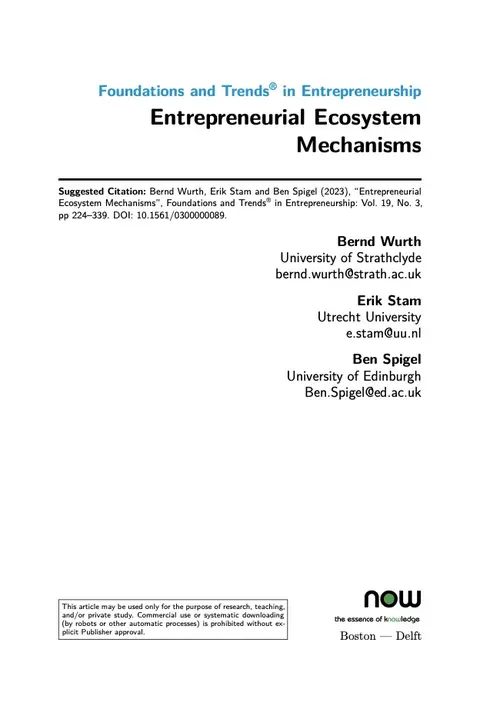 Foundations and Trends® in Entrepreneurship
Entrepreneurial Ecosystem
Mechanisms
Suggested Citation: Bernd Wurth, Erik Stam and Ben Spigel (2023), “Entrepreneurial
Ecosystem Mechanisms”, Foundations and Trends® in Entrepreneurship: Vol. 19, No. 3,
pp 224–339. DOI: 10.1561/0300000089.
Bernd Wurth
University of Strathclyde
bernd.wurth@strath.ac.uk
Erik Stam
Utrecht University
e.stam@uu.nl
Ben Spigel
University of Edinburgh
Ben.Spigel@ed.ac.uk
This article may be used only for the purpose of research, teaching,
and/or private study. Commercial use or systematic downloading
(by robots or other automatic processes) is prohibited without ex-
plicit Publisher approval.
now
the essence of knowledge
Boston — Delft